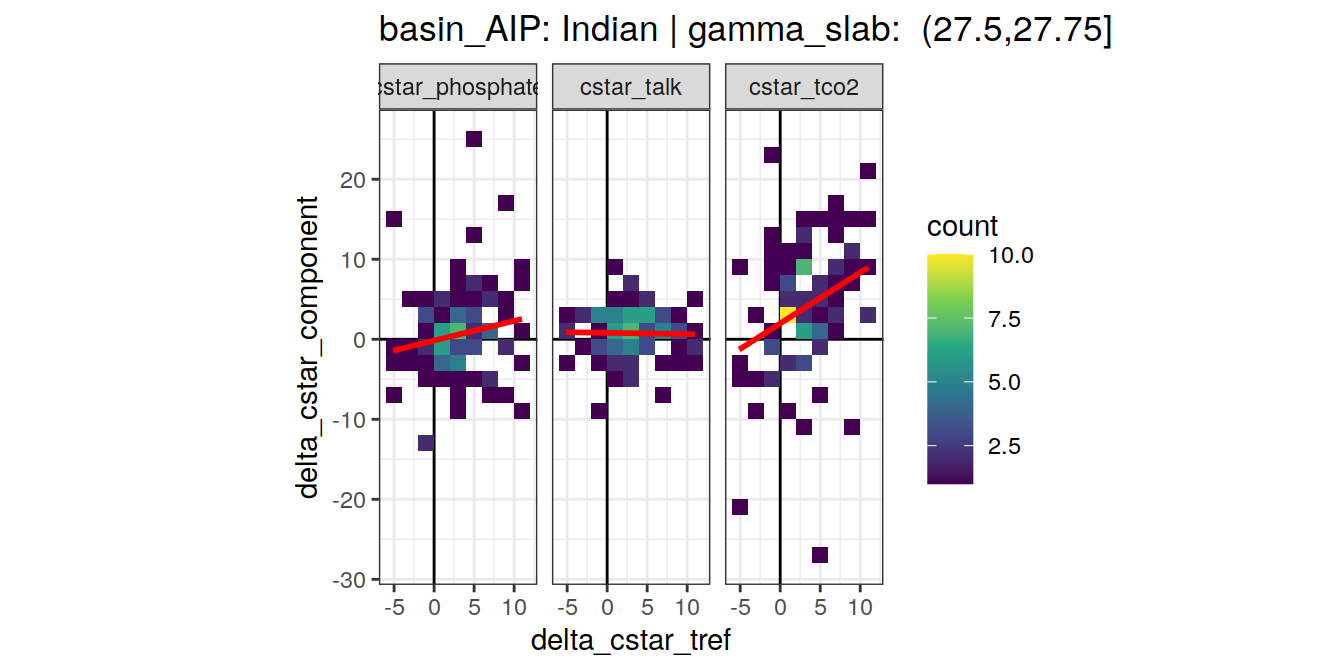 basin_AIP: Indian | gamma_slab:  (27.5,27.75]
cstar_phosphate cstar_talk cstar_tco2
20
10
0
-10
-20
-30
delta_cstar_component
-5 0 5 10 -5 0 5 10 -5 0 5 10
delta_cstar_tref
count
10.0
7.5
5.0
2.5